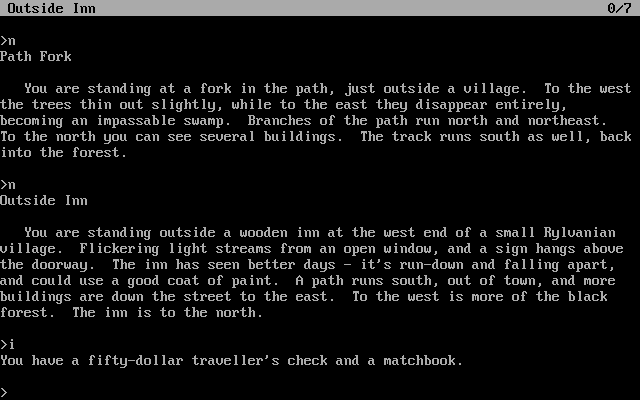 Outside Inn 0/7
>n
Path Fork
You are standing at a fork in the path, just outside a village.  To the west
the trees thin out slightly, while to the east they disappear entirely,
becoming an impassable swamp.  Branches of the path run north and northeast.
To the north you can see several buildings.  The track runs south as well, back
into the forest.
>n
Outside Inn
You are standing outside a wooden inn at the west end of a small Rylvanian
village.  Flickering light streams from an open window, and a sign hangs above
the doorway.  The inn has seen better days - it's run-down and falling apart,
and could use a good coat of paint.  A path runs south, out of town, and more
buildings are down the street to the east.  To the west is more of the black
forest.  The inn is to the north.
>i
You have a fifty-dollar traveller's check and a matchbook.
>